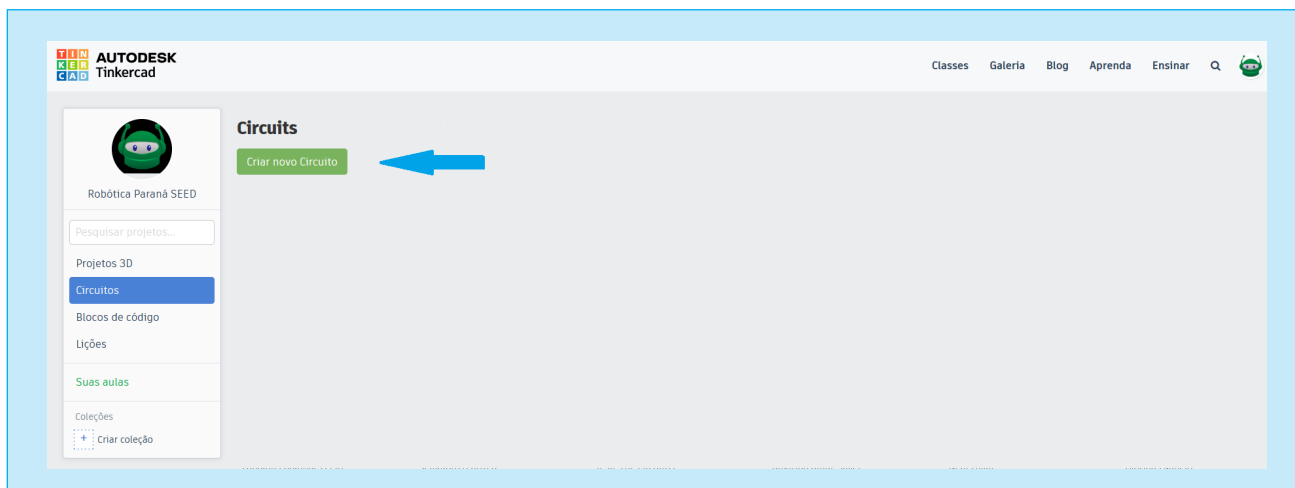 TIN
KER
CAD
AUTODESK
Tinkercad
Classes Galeria Blog Aprenda Ensinar
Robótica Paraná SEED
Pesquisar projetos...
Projetos 3D
Circuitos
Blocos de código
Lições
Suas aulas
Coleções
+ Criar coleção
Circuits
Criar novo Circuito